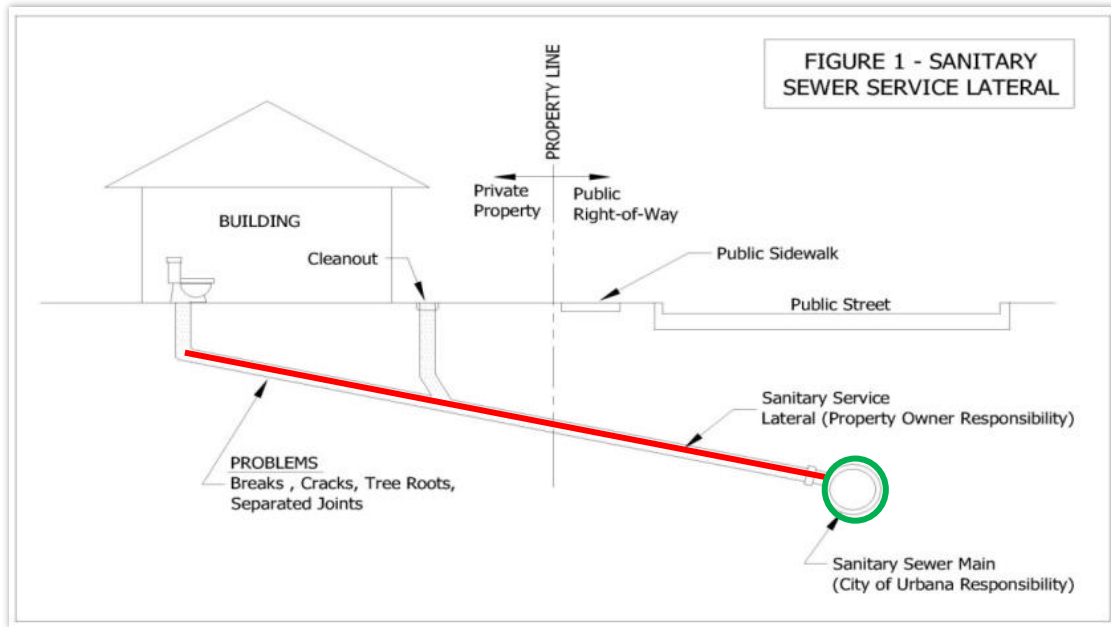 FIGURE 1 - SANITARY
SEWER SERVICE LATERAL
PROPERTY LINE
Private
Property
Public
Right-of-Way
BUILDING
Cleanout
Public Sidewalk
Public Street
Sanitary Service
Lateral (Property Owner Responsibility)
PROBLEMS
Breaks , Cracks, Tree Roots,
Separated Joints
Sanitary Sewer Main
(City of Urbana Responsibility)